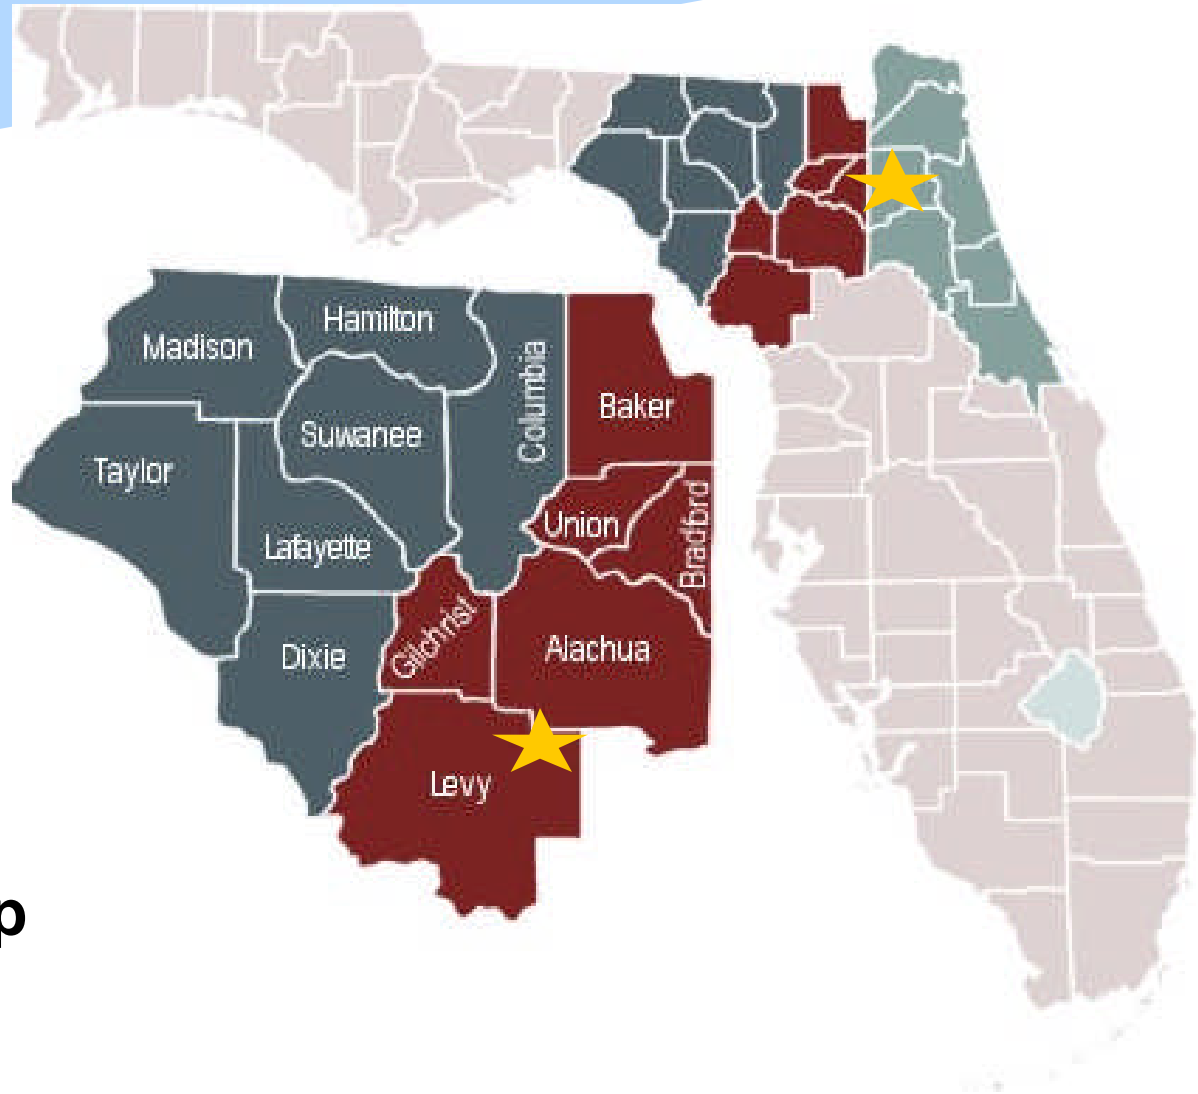 Hamilton
Madison
Columbia
Baker
Suwanee
Taylor
Bradford
Union
Lafayette
Gilchrist
Alachua
Dixie
Levy
p